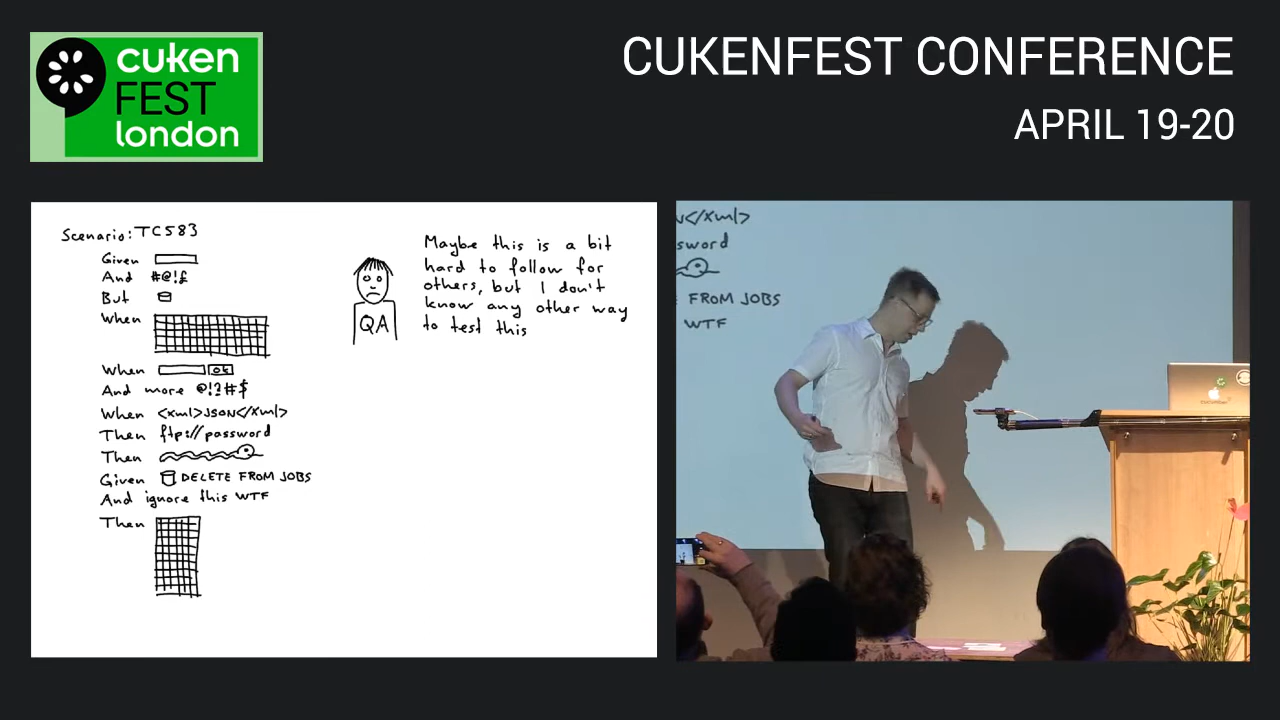 cuken
FEST
london
CUKENFEST CONFERENCE
APRIL 19-20
Scenario: TC583
Given
And #@!£
But
When
When OK
And more @!?#$
When <xml>JSON</xml>
Then ftp://password
Then
Given DELETE FROM JOBS
And ignore this WTF
Then
QA
Maybe this is a bit
hard to follow for
others, but I don't
know any other way
to test this
N</xml>
sword
E FROM JOBS
WTF